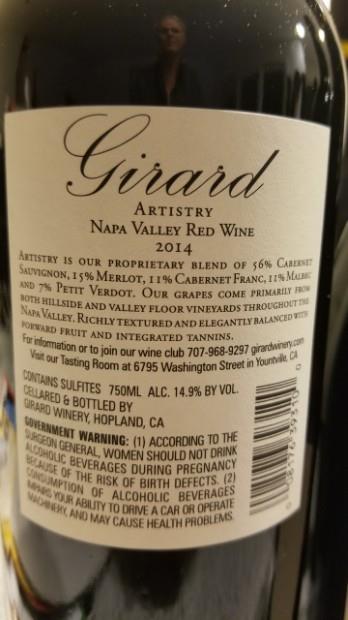 Girard
ARTISTRY
NAPA VALLEY RED WINE
2014
ARTISTRY IS OUR PROPRIETARY BLEND OF 56% CABERNET
SAUVIGNON, 15% MERLOT, 11% CABERNET FRANC, 11% MALBEC
AND 7% PETIT VERDOT. OUR GRAPES COME PRIMARILY FROM
BOTH HILLSIDE AND VALLEY FLOOR VINEYARDS THROUGHOUT THE
NAPA VALLEY. RICHLY TEXTURED AND ELEGANTLY BALANCED WITH
FORWARD FRUIT AND INTEGRATED TANNINS.
For information or to join our wine club 707-968-9297 girardwinery.com
Visit our Tasting Room at 6795 Washington Street in Yountville, CA
CONTAINS SULFITES 750ML ALC. 14.9% BY VOL.
CELLARED & BOTTLED BY
GIRARD WINERY, HOPLAND, CA
GOVERNMENT WARNING: (1) ACCORDING TO THE
SURGEON GENERAL, WOMEN SHOULD NOT DRINK
ALCOHOLIC BEVERAGES DURING PREGNANCY
BECAUSE OF THE RISK OF BIRTH DEFECTS. (2)
CONSUMPTION OF ALCOHOLIC BEVERAGES
IMPAIRS YOUR ABILITY TO DRIVE A CAR OR OPERATE
MACHINERY, AND MAY CAUSE HEALTH PROBLEMS.